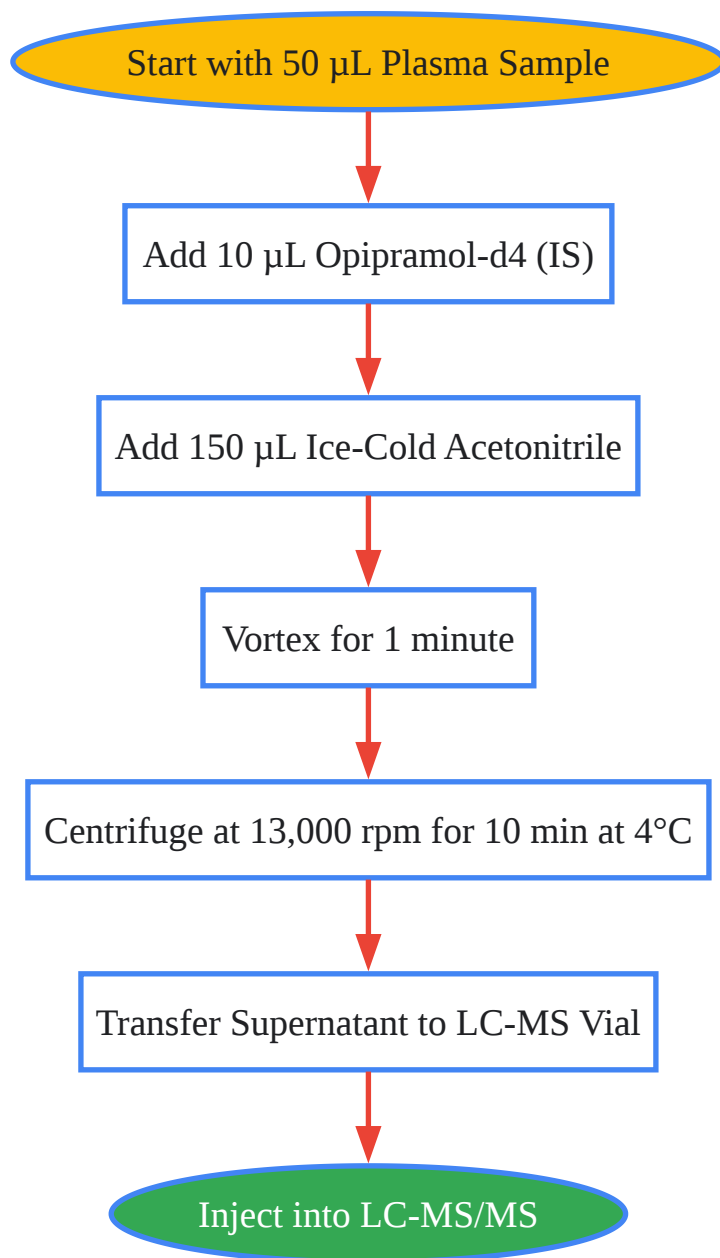 Start with 50 µL Plasma Sample
Add 10 µL Opipramol-d4 (IS)
Add 150 µL Ice-Cold Acetonitrile
Vortex for 1 minute
Centrifuge at 13,000 rpm for 10 min at 4°C
Transfer Supernatant to LC-MS Vial
Inject into LC-MS/MS